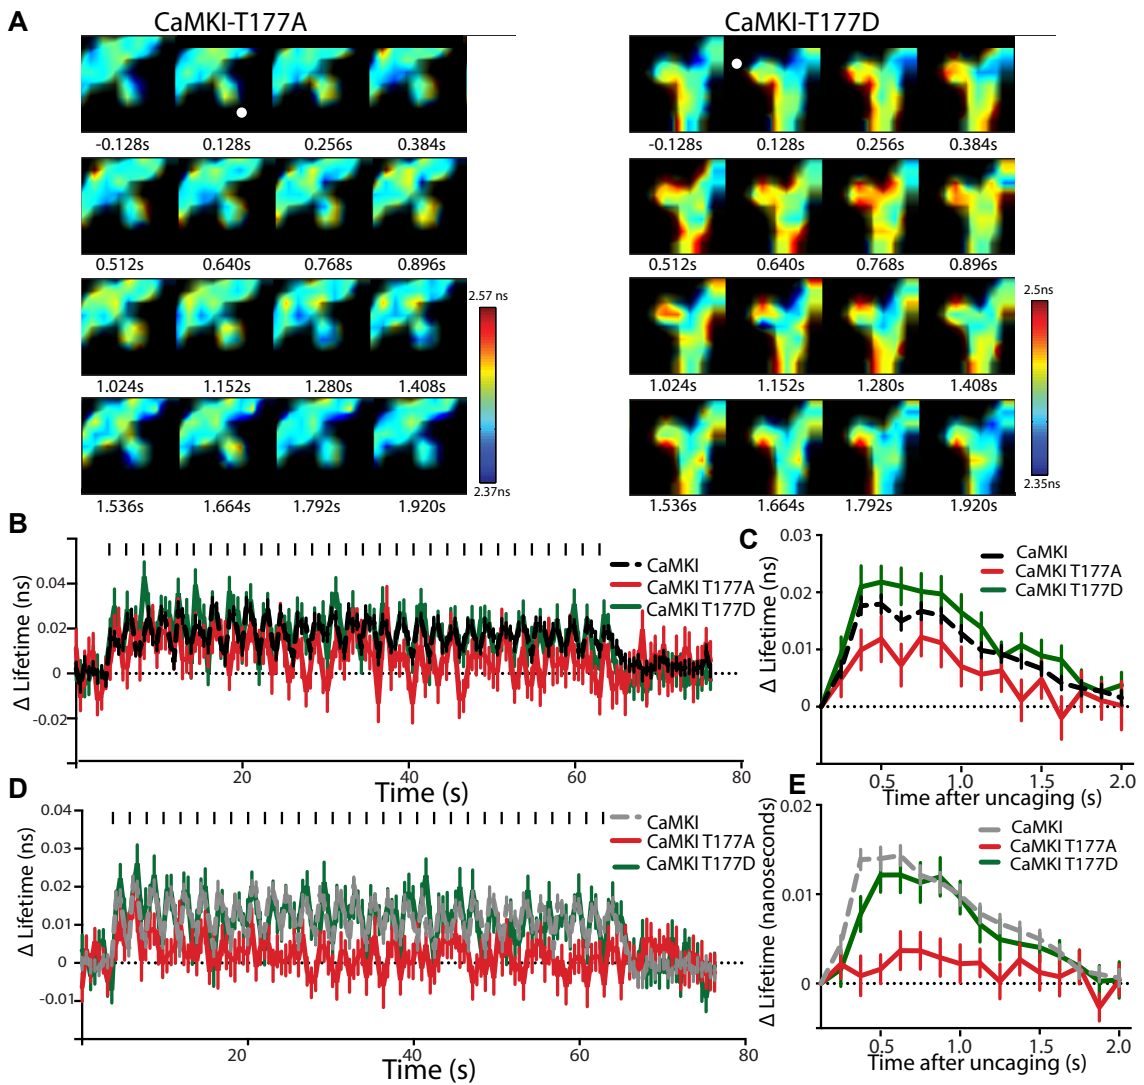 A
CaMKI-T177A
CaMKI-T177D
-0.128s 0.128s 0.256s 0.384s
-0.128s 0.128s 0.256s 0.384s
0.512s 0.640s 0.768s 0.896s
0.512s 0.640s 0.768s 0.896s
2.57 ns
2.5ns
1.024s 1.152s 1.280s 1.408s
1.024s 1.152s 1.280s 1.408s
2.37ns
2.35ns
1.536s 1.664s 1.792s 1.920s
1.536s 1.664s 1.792s 1.920s
B
Δ Lifetime (ns)
0.04
0.02
0
-0.02
CaMKI
CaMKI T177A
CaMKI T177D
20 40 60 80
Time (s)
C
Δ Lifetime (ns)
0.03
0.02
0.01
0
CaMKI
CaMKI T177A
CaMKI T177D
0.5 1.0 1.5 2.0
Time after uncaging (s)
D
Δ Lifetime (ns)
0.04
0.03
0.02
0.01
0
-0.01
CaMKI
CaMKI T177A
CaMKI T177D
20 40 60 80
Time (s)
E
Δ Lifetime (nanoseconds)
0.02
0.01
0
CaMKI
CaMKI T177A
CaMKI T177D
0.5 1.0 1.5 2.0
Time after uncaging (s)